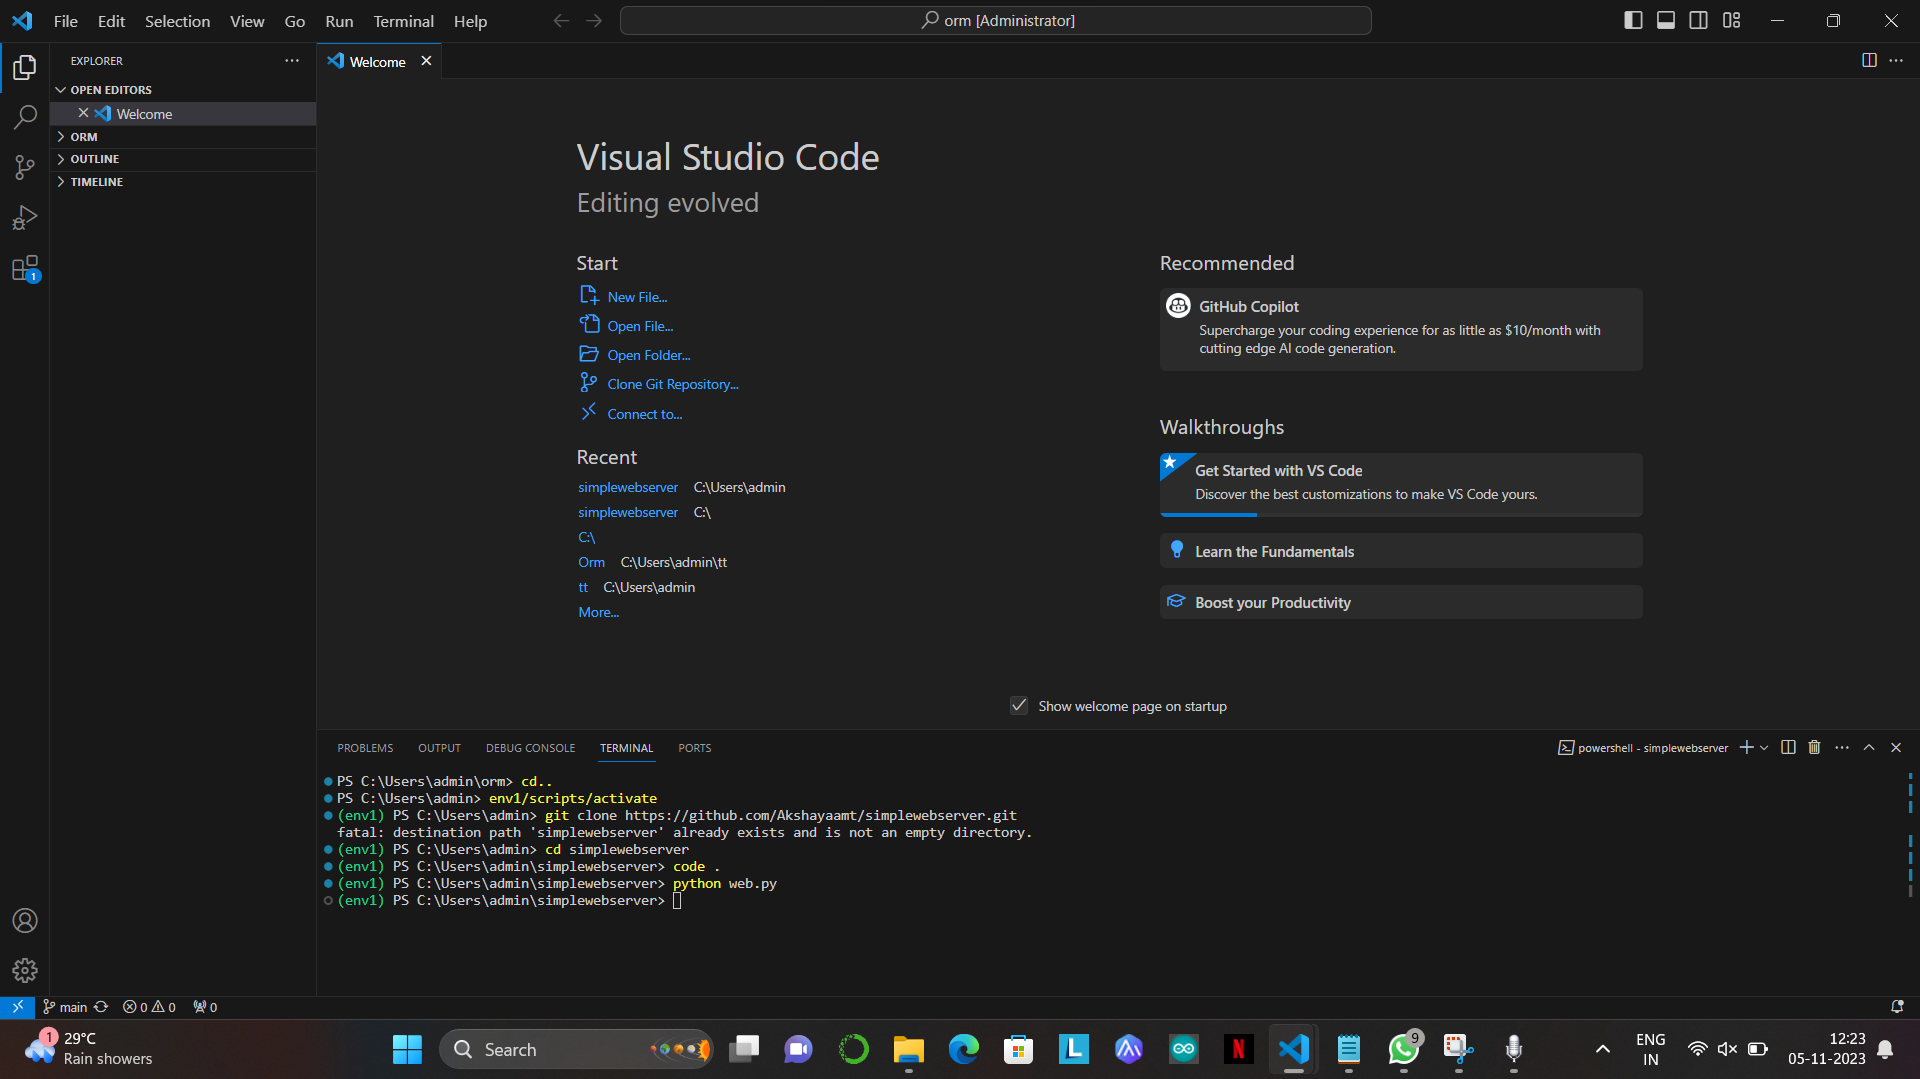 File Edit Selection View Go Run Terminal Help
orm [Administrator]
EXPLORER
OPEN EDITORS
Welcome
ORM
OUTLINE
TIMELINE
1
Welcome
Visual Studio Code
Editing evolved
Start
New File...
Open File...
Open Folder...
Clone Git Repository...
Connect to...
Recent
simplewebserver C:\Users\admin
simplewebserver C:\
C:\
Orm C:\Users\admin\tt
tt C:\Users\admin
More...
Recommended
GitHub Copilot
Supercharge your coding experience for as little as $10/month with
cutting edge AI code generation.
Walkthroughs
Get Started with VS Code
Discover the best customizations to make VS Code yours.
Learn the Fundamentals
Boost your Productivity
Show welcome page on startup
PROBLEMS OUTPUT DEBUG CONSOLE TERMINAL PORTS
powershell - simplewebserver
PS C:\Users\admin\orm> cd..
PS C:\Users\admin> env1/scripts/activate
(env1) PS C:\Users\admin> git clone https://github.com/Akshayaamt/simplewebserver.git
fatal: destination path 'simplewebserver' already exists and is not an empty directory.
(env1) PS C:\Users\admin> cd simplewebserver
(env1) PS C:\Users\admin\simplewebserver> code .
(env1) PS C:\Users\admin\simplewebserver> python web.py
(env1) PS C:\Users\admin\simplewebserver>
main 0 0 0
1
29°C
Rain showers
Search
L
N
9
ENG
IN
12:23
05-11-2023